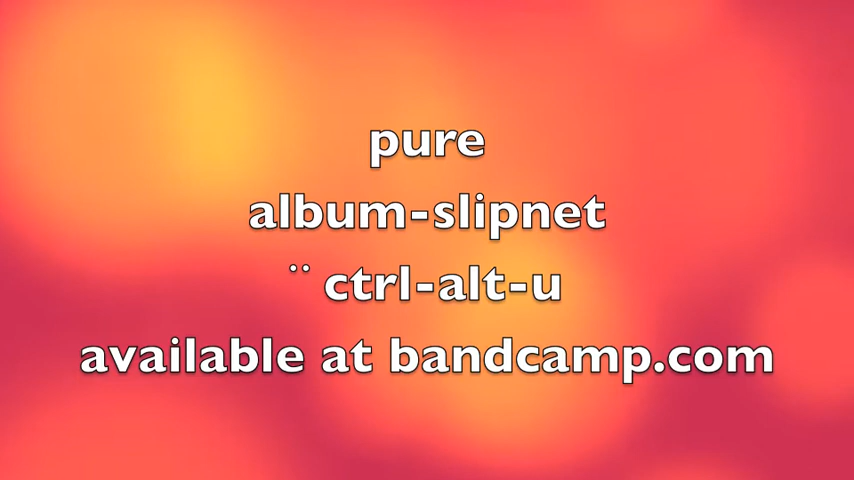 pure
album-slipnet
¨ ctrl-alt-u
available at bandcamp.com